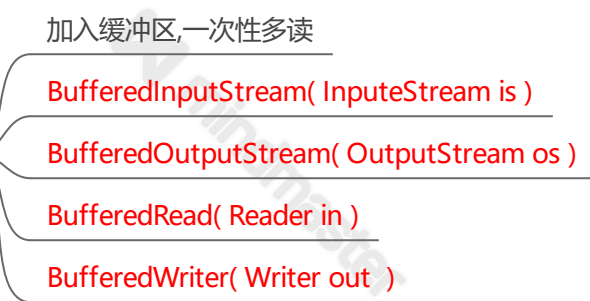 加入缓冲区,一次性多读
BufferedInputStream( InputeStream is )
BufferedOutputStream( OutputStream os )
BufferedRead( Reader in )
BufferedWriter( Writer out  )
mindmaster